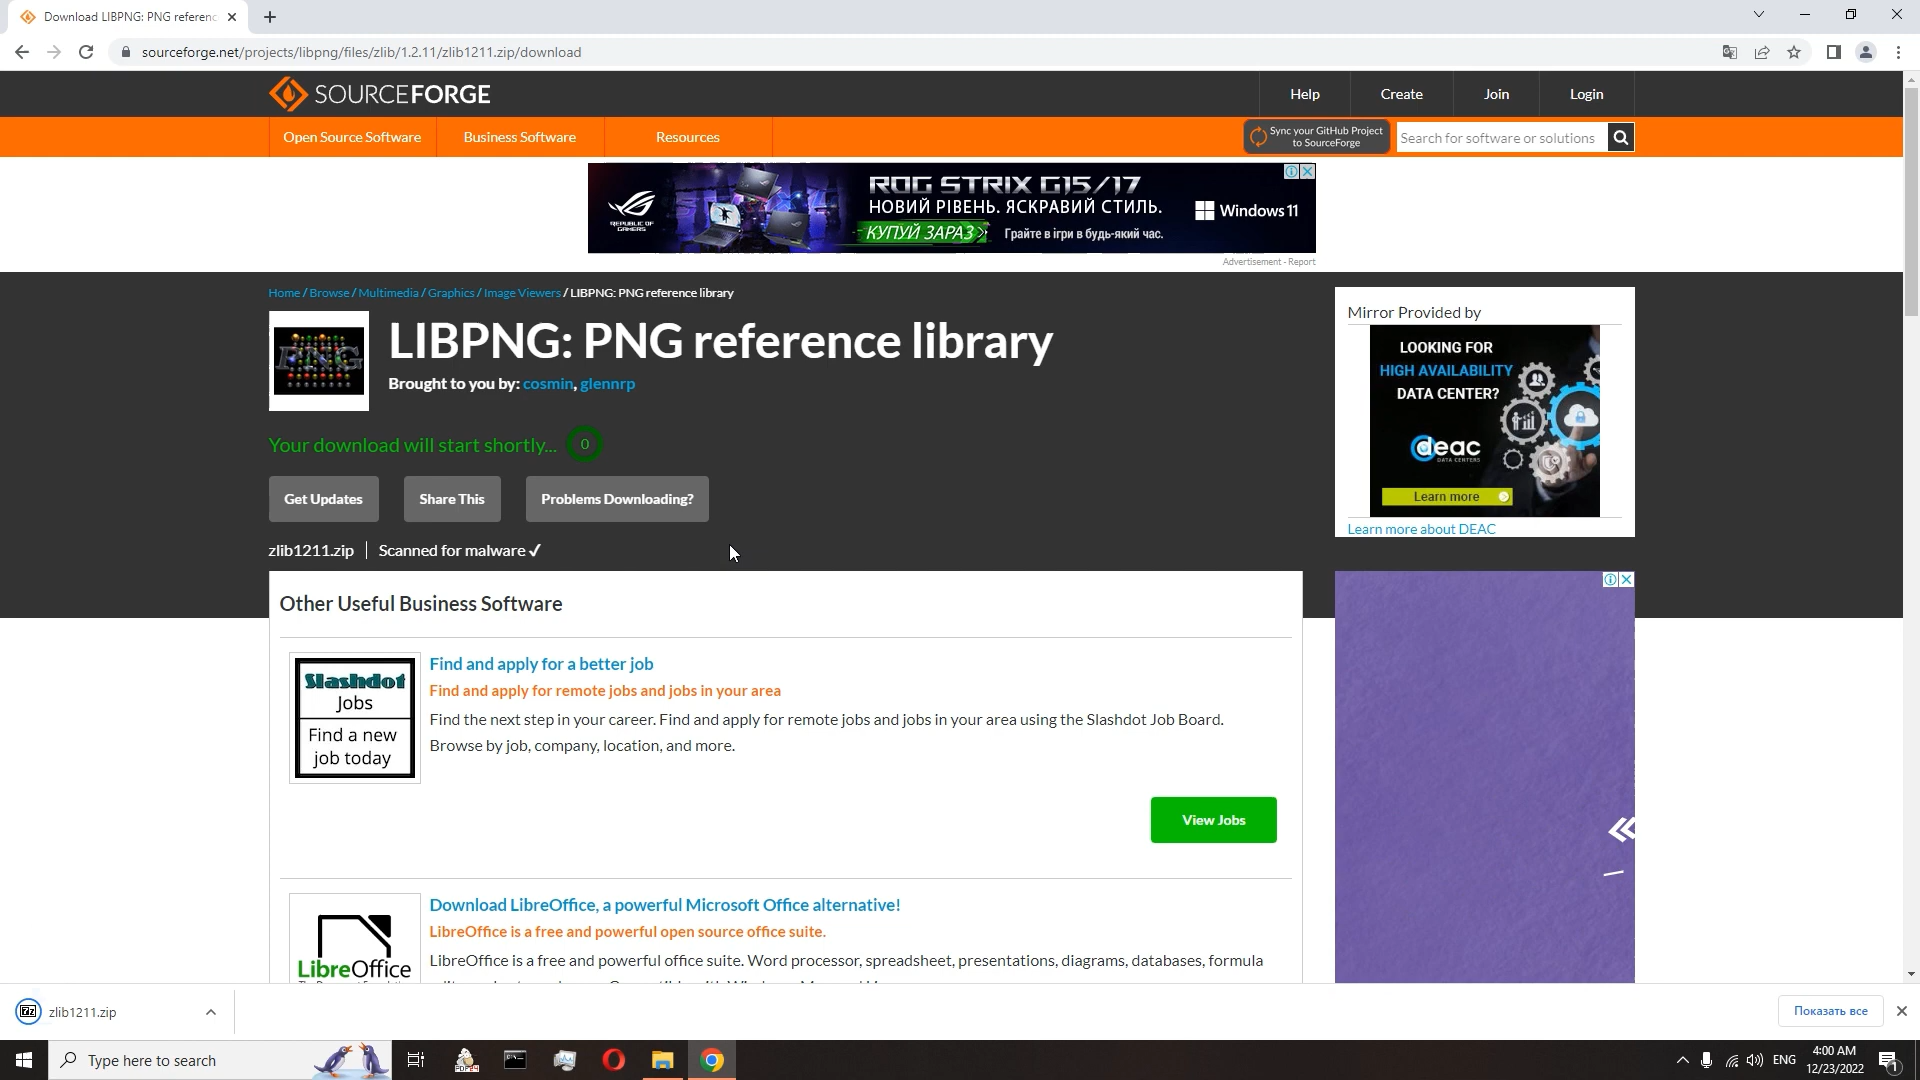 Download LIBPNG: PNG referenc
sourceforge.net/projects/libpng/files/zlib/1.2.11/zlib1211.zip/download
SOURCEFORGE
Help
Create
Join
Login
Open Source Software
Business Software
Resources
Sync your GitHub Project
to SourceForge
Search for software or solutions
REPUBLIC OF
GAMERS
ROG STRIX G15/17
НОВИЙ РІВЕНЬ. ЯСКРАВИЙ СТИЛЬ.
КУПУЙ ЗАРАЗ
Грайте в ігри в будь-який час.
Windows 11
Advertisement - Report
Home / Browse / Multimedia / Graphics / Image Viewers / LIBPNG: PNG reference library
PNG
LIBPNG: PNG reference library
Brought to you by: cosmin, glennrp
Your download will start shortly... 0
Get Updates
Share This
Problems Downloading?
zlib1211.zip
Scanned for malware ✓
Mirror Provided by
LOOKING FOR
HIGH AVAILABILITY
DATA CENTER?
deac
DATA CENTERS
Learn more
Learn more about DEAC
Other Useful Business Software
Slashdot
Jobs
Find a new
job today
Find and apply for a better job
Find and apply for remote jobs and jobs in your area
Find the next step in your career. Find and apply for remote jobs and jobs in your area using the Slashdot Job Board.
Browse by job, company, location, and more.
View Jobs
LibreOffice
Download LibreOffice, a powerful Microsoft Office alternative!
LibreOffice is a free and powerful open source office suite.
LibreOffice is a free and powerful office suite. Word processor, spreadsheet, presentations, diagrams, databases, formula
zlib1211.zip
Показать все
Type here to search
ENG
4:00 AM
12/23/2022
1